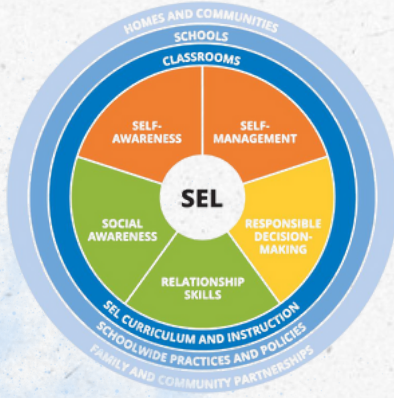 HOMES AND COMMUNITIES
SCHOOLS
CLASSROOMS
SELF-
AWARENESS
SELF-
MANAGEMENT
SEL
SOCIAL
AWARENESS
RESPONSIBLE
DECISION-
MAKING
RELATIONSHIP
SKILLS
SEL CURRICULUM AND INSTRUCTION
SCHOOLWIDE PRACTICES AND POLICIES
FAMILY AND COMMUNITY PARTNERSHIPS